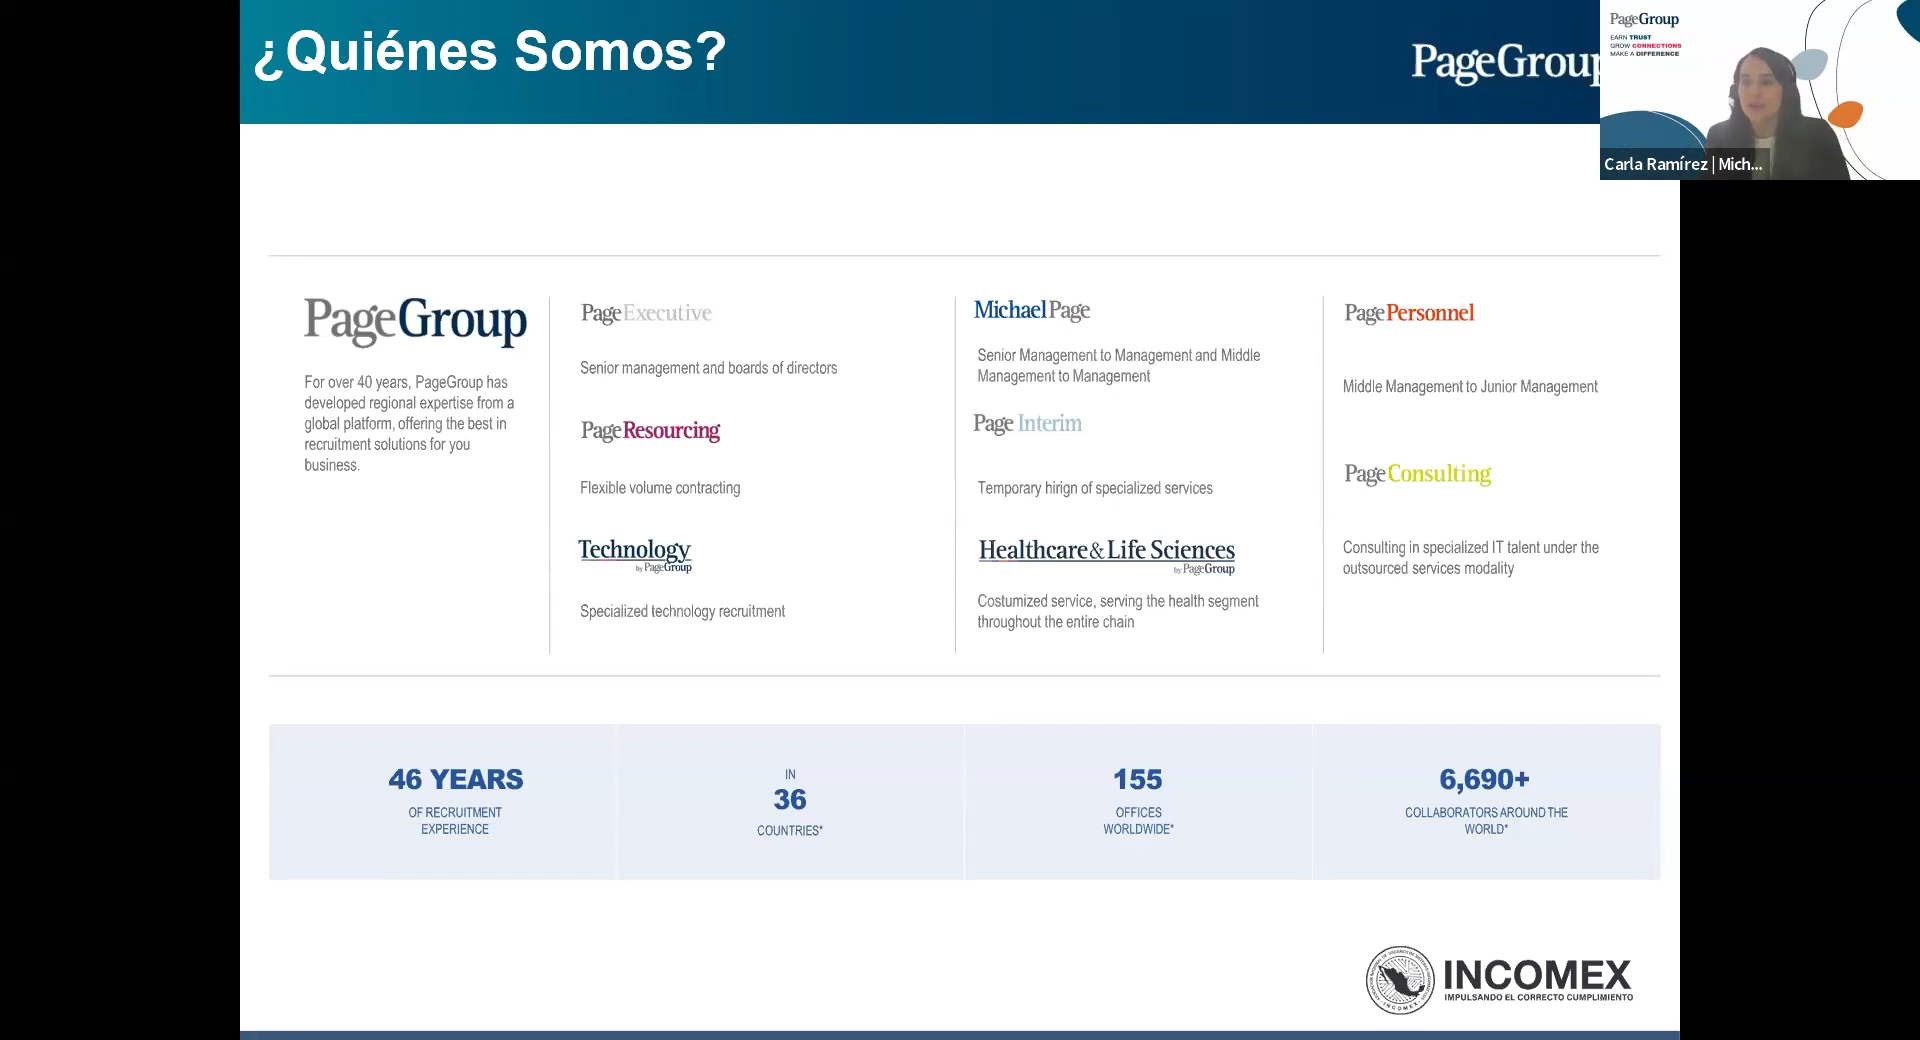 ¿Quiénes Somos?
PageGrou
PageGroup
EARN TRUST
GROW CONNECTIONS
MAKE A DIFFERENCE
Carla Ramírez | Mich...
PageGroup
For over 40 years, PageGroup has
developed regional expertise from a
global platform, offering the best in
recruitment solutions for you
business.
PageExecutive
Senior management and boards of directors
PageResourcing
Flexible volume contracting
Technology
by PageGroup
Specialized technology recruitment
MichaelPage
Senior Management to Management and Middle
Management to Management
Page Interim
Temporary hirign of specialized services
Healthcare&Life Sciences
by PageGroup
Costumized service, serving the health segment
throughout the entire chain
PagePersonnel
Middle Management to Junior Management
PageConsulting
Consulting in specialized IT talent under the
outsourced services modality
46 YEARS
OF RECRUITMENT
EXPERIENCE
IN
36
COUNTRIES*
155
OFFICES
WORLDWIDE*
6,690+
COLLABORATORS AROUND THE
WORLD*
INCOMEX
IMPULSANDO EL CORRECTO CUMPLIMIENTO